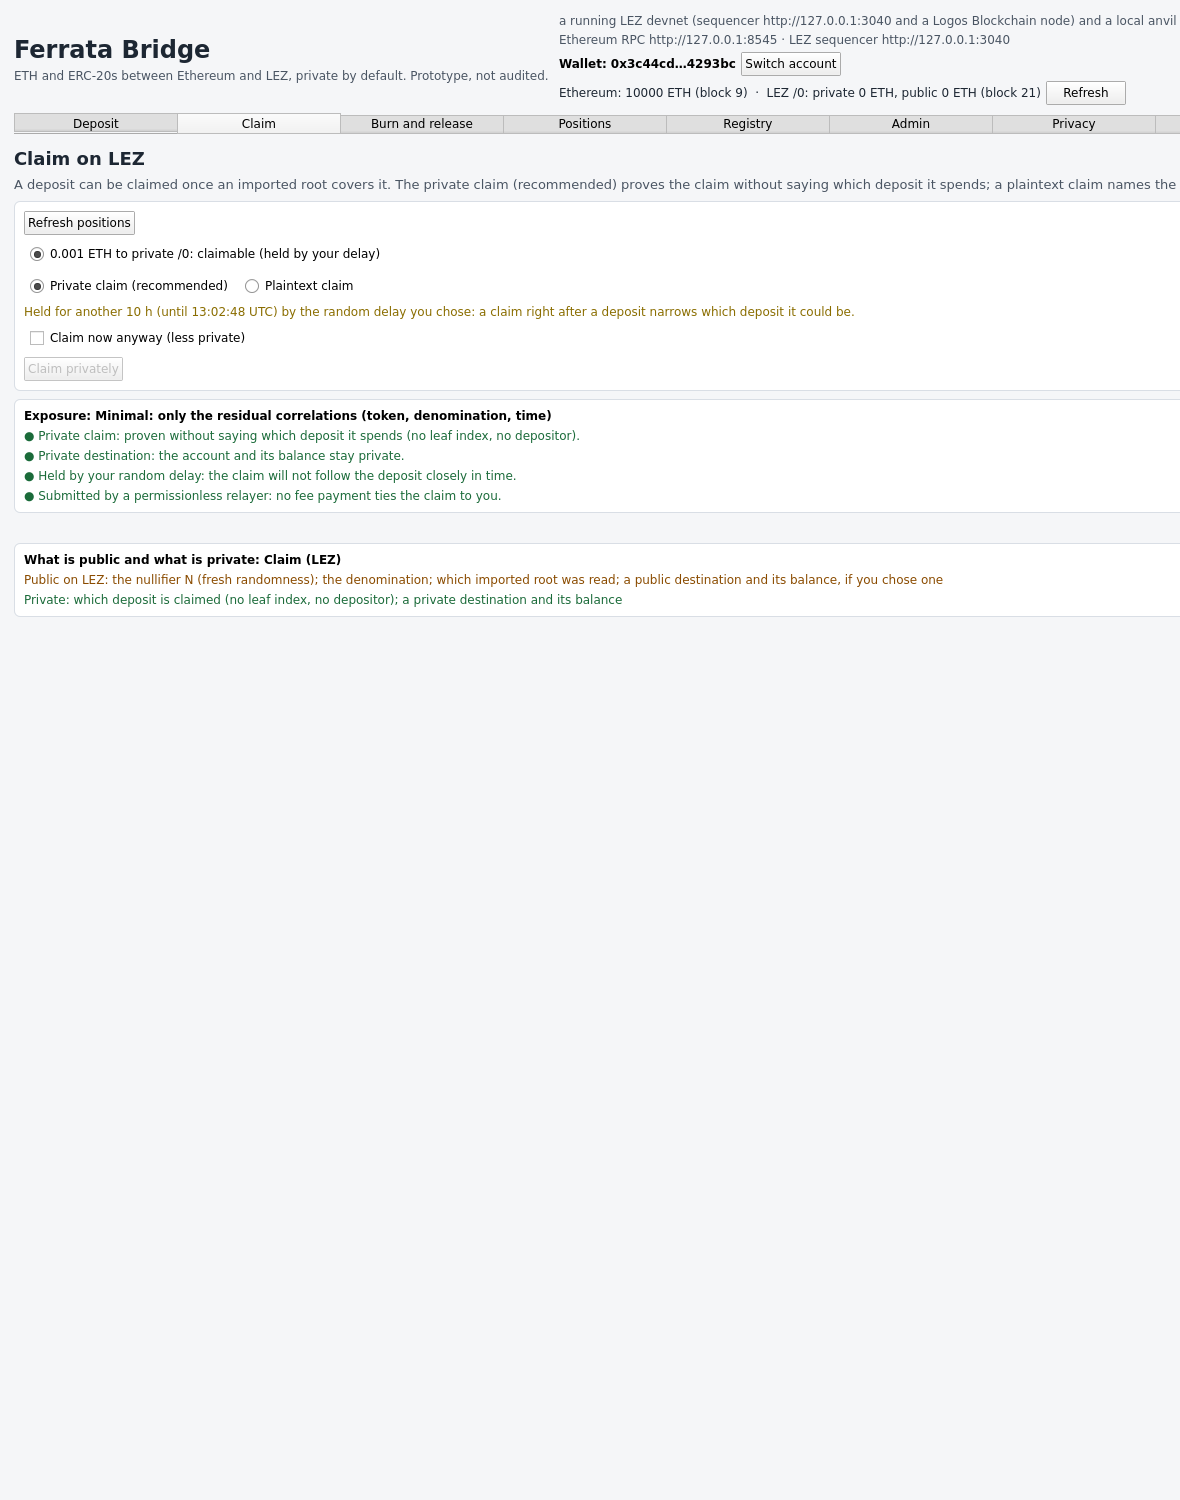 a running LEZ devnet (sequencer http://127.0.0.1:3040 and a Logos Blockchain node) and a local anvil
Ferrata Bridge
Ethereum RPC http://127.0.0.1:8545 · LEZ sequencer http://127.0.0.1:3040
ETH and ERC-20s between Ethereum and LEZ, private by default. Prototype, not audited.
Wallet: 0x3c44cd…4293bc Switch account
Ethereum: 10000 ETH (block 9) · LEZ /0: private 0 ETH, public 0 ETH (block 21) Refresh
Deposit Claim Burn and release Positions Registry Admin Privacy
Claim on LEZ
A deposit can be claimed once an imported root covers it. The private claim (recommended) proves the claim without saying which deposit it spends; a plaintext claim names the
Refresh positions
0.001 ETH to private /0: claimable (held by your delay)
Private claim (recommended) Plaintext claim
Held for another 10 h (until 13:02:48 UTC) by the random delay you chose: a claim right after a deposit narrows which deposit it could be.
Claim now anyway (less private)
Claim privately
Exposure: Minimal: only the residual correlations (token, denomination, time)
● Private claim: proven without saying which deposit it spends (no leaf index, no depositor).
● Private destination: the account and its balance stay private.
● Held by your random delay: the claim will not follow the deposit closely in time.
● Submitted by a permissionless relayer: no fee payment ties the claim to you.
What is public and what is private: Claim (LEZ)
Public on LEZ: the nullifier N (fresh randomness); the denomination; which imported root was read; a public destination and its balance, if you chose one
Private: which deposit is claimed (no leaf index, no depositor); a private destination and its balance